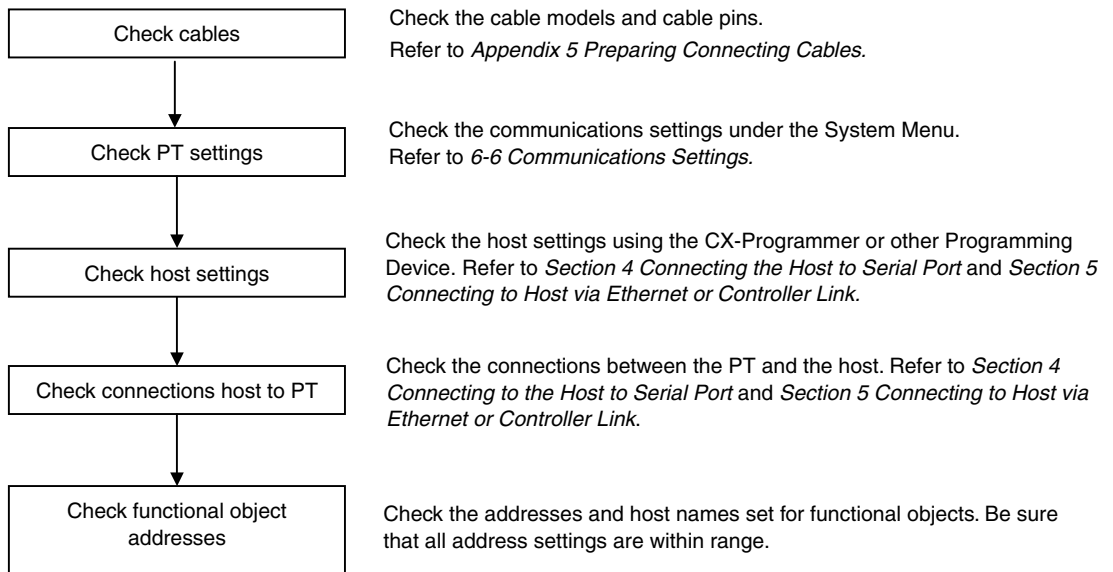 Check cables
Check the cable models and cable pins.
Refer to Appendix 5 Preparing Connecting Cables.
Check PT settings
Check the communications settings under the System Menu.
Refer to 6-6 Communications Settings.
Check host settings
Check the host settings using the CX-Programmer or other Programming
Device. Refer to Section 4 Connecting the Host to Serial Port and Section 5
Connecting to Host via Ethernet or Controller Link.
Check connections host to PT
Check the connections between the PT and the host. Refer to Section 4
Connecting to the Host to Serial Port and Section 5 Connecting to Host via
Ethernet or Controller Link.
Check functional object
addresses
Check the addresses and host names set for functional objects. Be sure
that all address settings are within range.